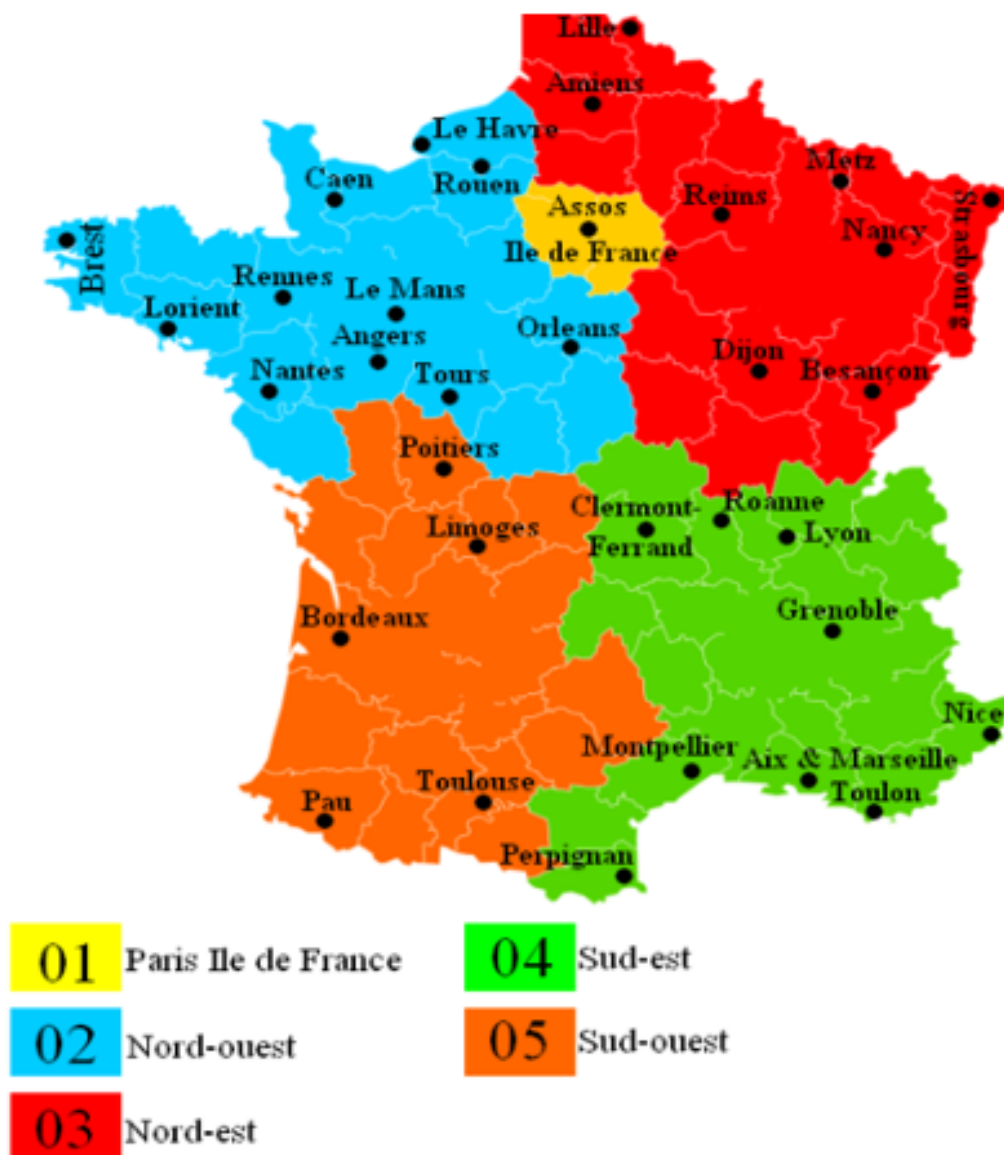 Lille
Amiens
Le Havre
Rouen
Caen
Metz
Reims
Strasbourg
Assos
Ile de France
Nancy
Brest
Rennes
Le Mans
Lorient
Angers
Orleans
Nantes
Tours
Dijon
Besançon
Poitiers
Limoges
Clermont-
Ferrand
Roanne
Lyon
Bordeaux
Grenoble
Nice
Montpellier
Aix & Marseille
Toulouse
Toulon
Pau
Perpignan
01 Paris Ile de France
04 Sud-est
02 Nord-ouest
05 Sud-ouest
03 Nord-est